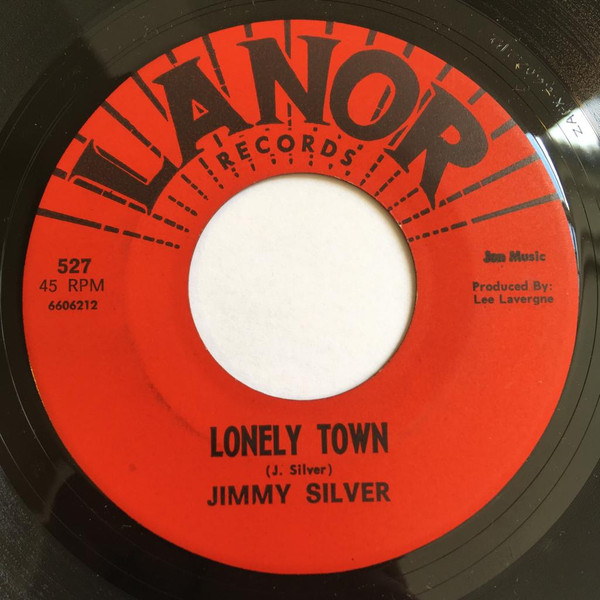 LANOR
RECORDS
527
45 RPM
6606212
Jon Music
Produced By:
Lee Lavergne
LONELY TOWN
(J. Silver)
JIMMY SILVER